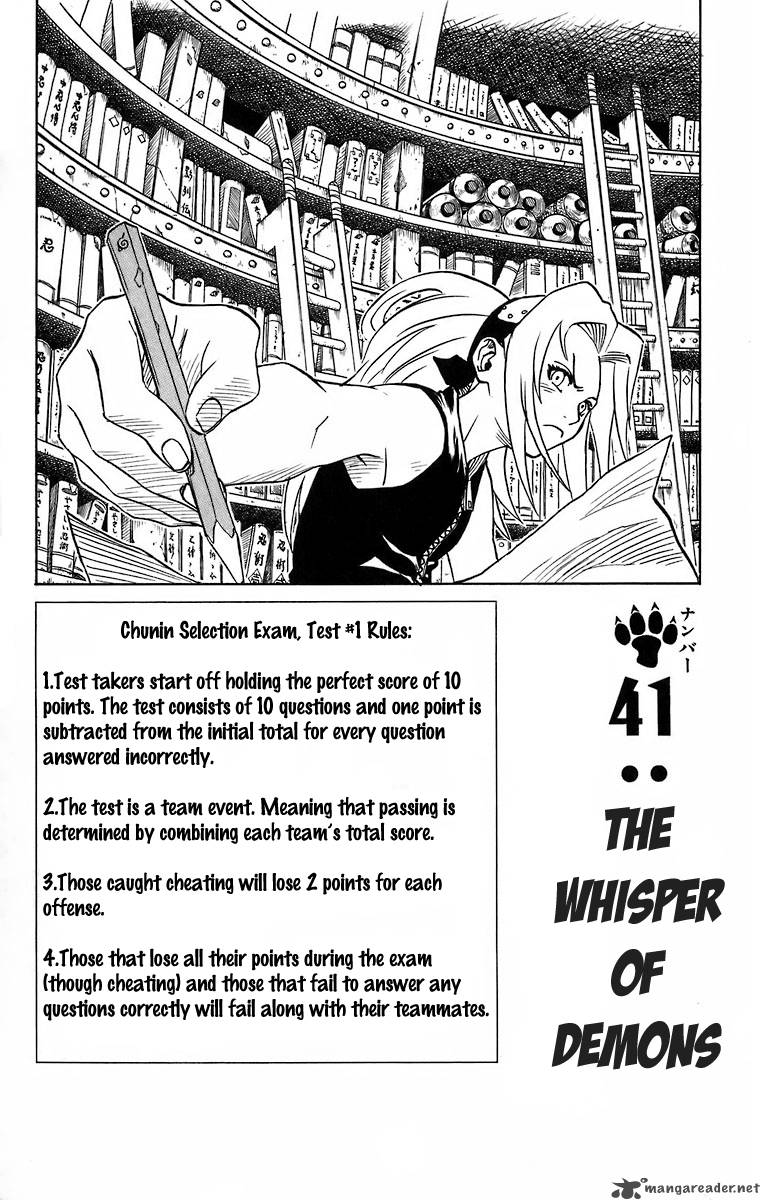 Chunin Selection Exam, Test #1 Rules:
1.Test takers start off holding the perfect score of 10
points. The test consists of 10 questions and one point is
subtracted from the initial total for every question
answered incorrectly.
2.The test is a team event. Meaning that passing is
determined by combining each team's total score.
3.Those caught cheating will lose 2 points for each
offense.
4.Those that lose all their points during the exam
(though cheating) and those that fail to answer any
questions correctly will fail along with their teammates.
ナンバー
41
THE
WHISPER
OF
DEMONS
mangareader.net